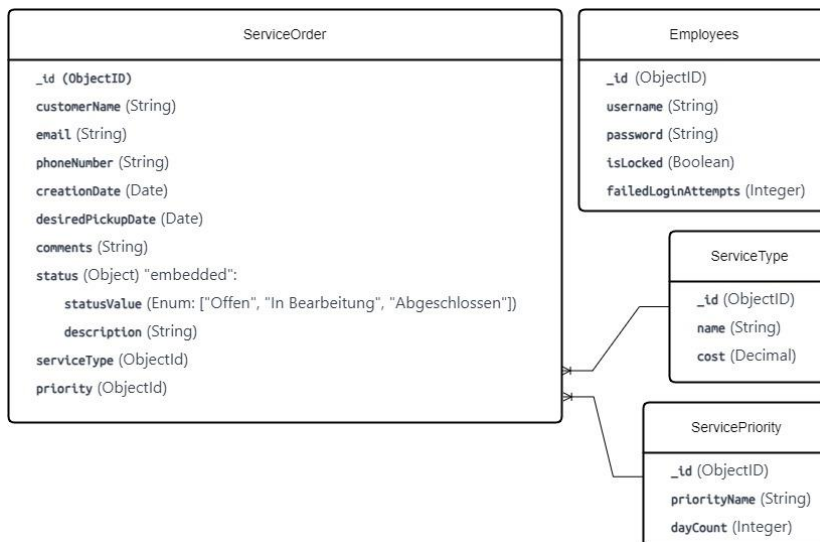 ServiceOrder
_id (ObjectID)
customerName (String)
email (String)
phoneNumber (String)
creationDate (Date)
desiredPickupDate (Date)
comments (String)
status (Object) "embedded":
statusValue (Enum: ["Offen", "In Bearbeitung", "Abgeschlossen"])
description (String)
serviceType (ObjectId)
priority (ObjectId)
Employees
_id (ObjectID)
username (String)
password (String)
isLocked (Boolean)
failedLoginAttempts (Integer)
ServiceType
_id (ObjectID)
name (String)
cost (Decimal)
ServicePriority
_id (ObjectID)
priorityName (String)
dayCount (Integer)